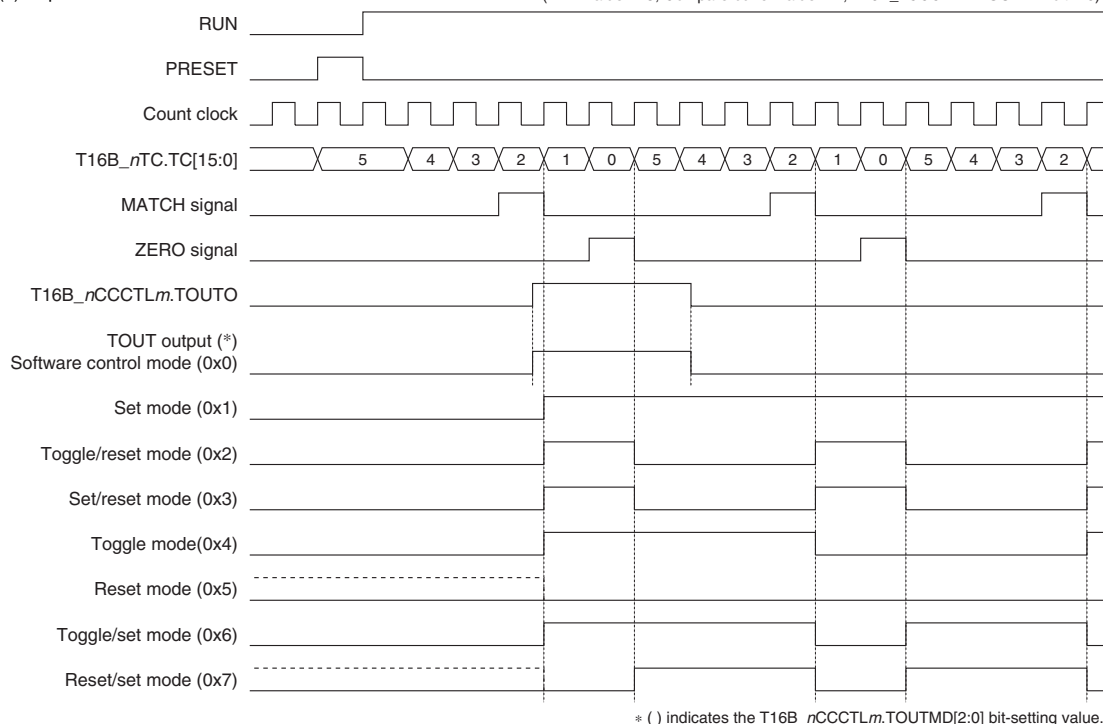 RUN
PRESET
Count clock
T16B_nTC.TC[15:0]
5 4 3 2 1 0 5 4 3 2 1 0 5 4 3 2
MATCH signal
ZERO signal
T16B_nCCCTLm.TOUTO
TOUT output (*)
Software control mode (0x0)
Set mode (0x1)
Toggle/reset mode (0x2)
Set/reset mode (0x3)
Toggle mode(0x4)
Reset mode (0x5)
Toggle/set mode (0x6)
Reset/set mode (0x7)
* ( ) indicates the T16B_nCCCTLm.TOUTMD[2:0] bit-setting value.